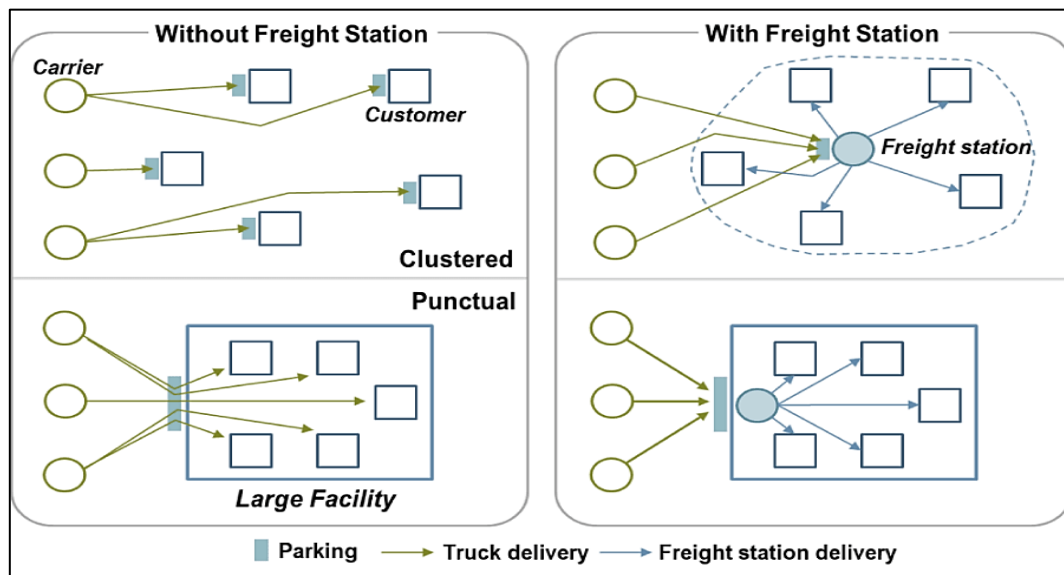 Without Freight Station
With Freight Station
Carrier
Customer
Freight station
Clustered
Punctual
Large Facility
Parking
Truck delivery
Freight station delivery